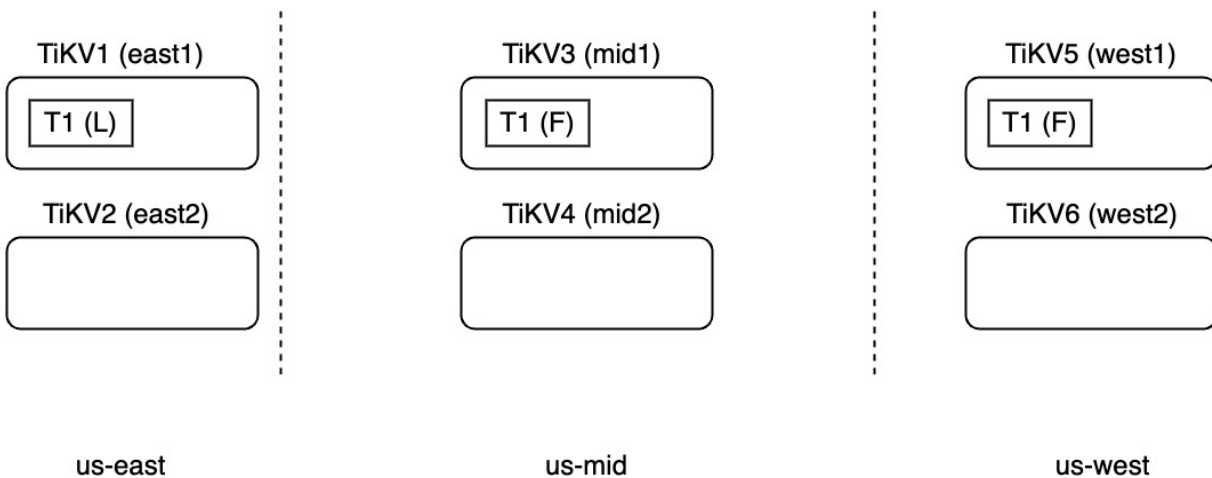 TiKV1 (east1)
TiKV3 (mid1)
TiKV5 (west1)
T1 (L)
T1 (F)
T1 (F)
TiKV2 (east2)
TiKV4 (mid2)
TiKV6 (west2)
us-east
us-mid
us-west